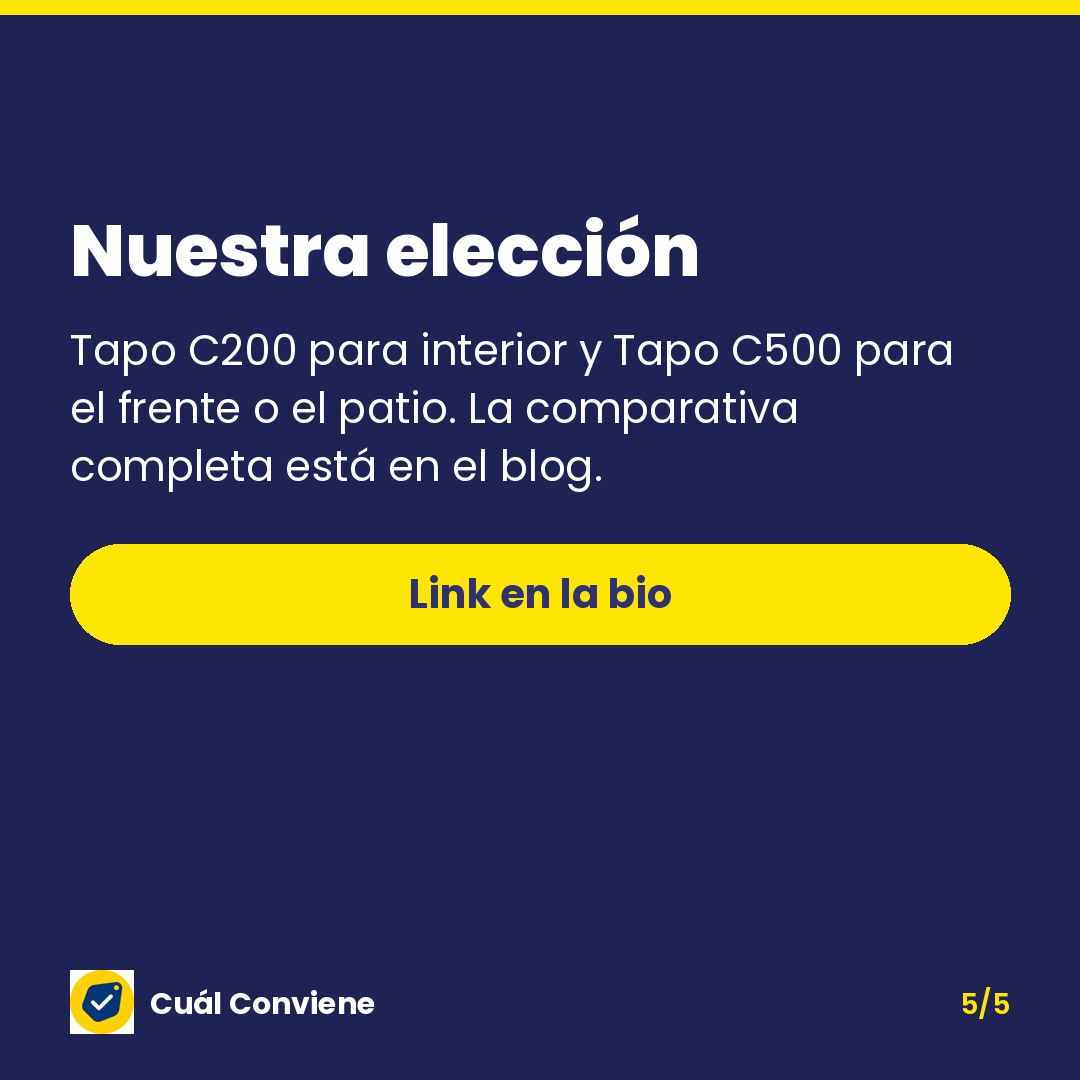 Nuestra elección
Tapo C200 para interior y Tapo C500 para
el frente o el patio. La comparativa
completa está en el blog.
Link en la bio
Cuál Conviene
5/5